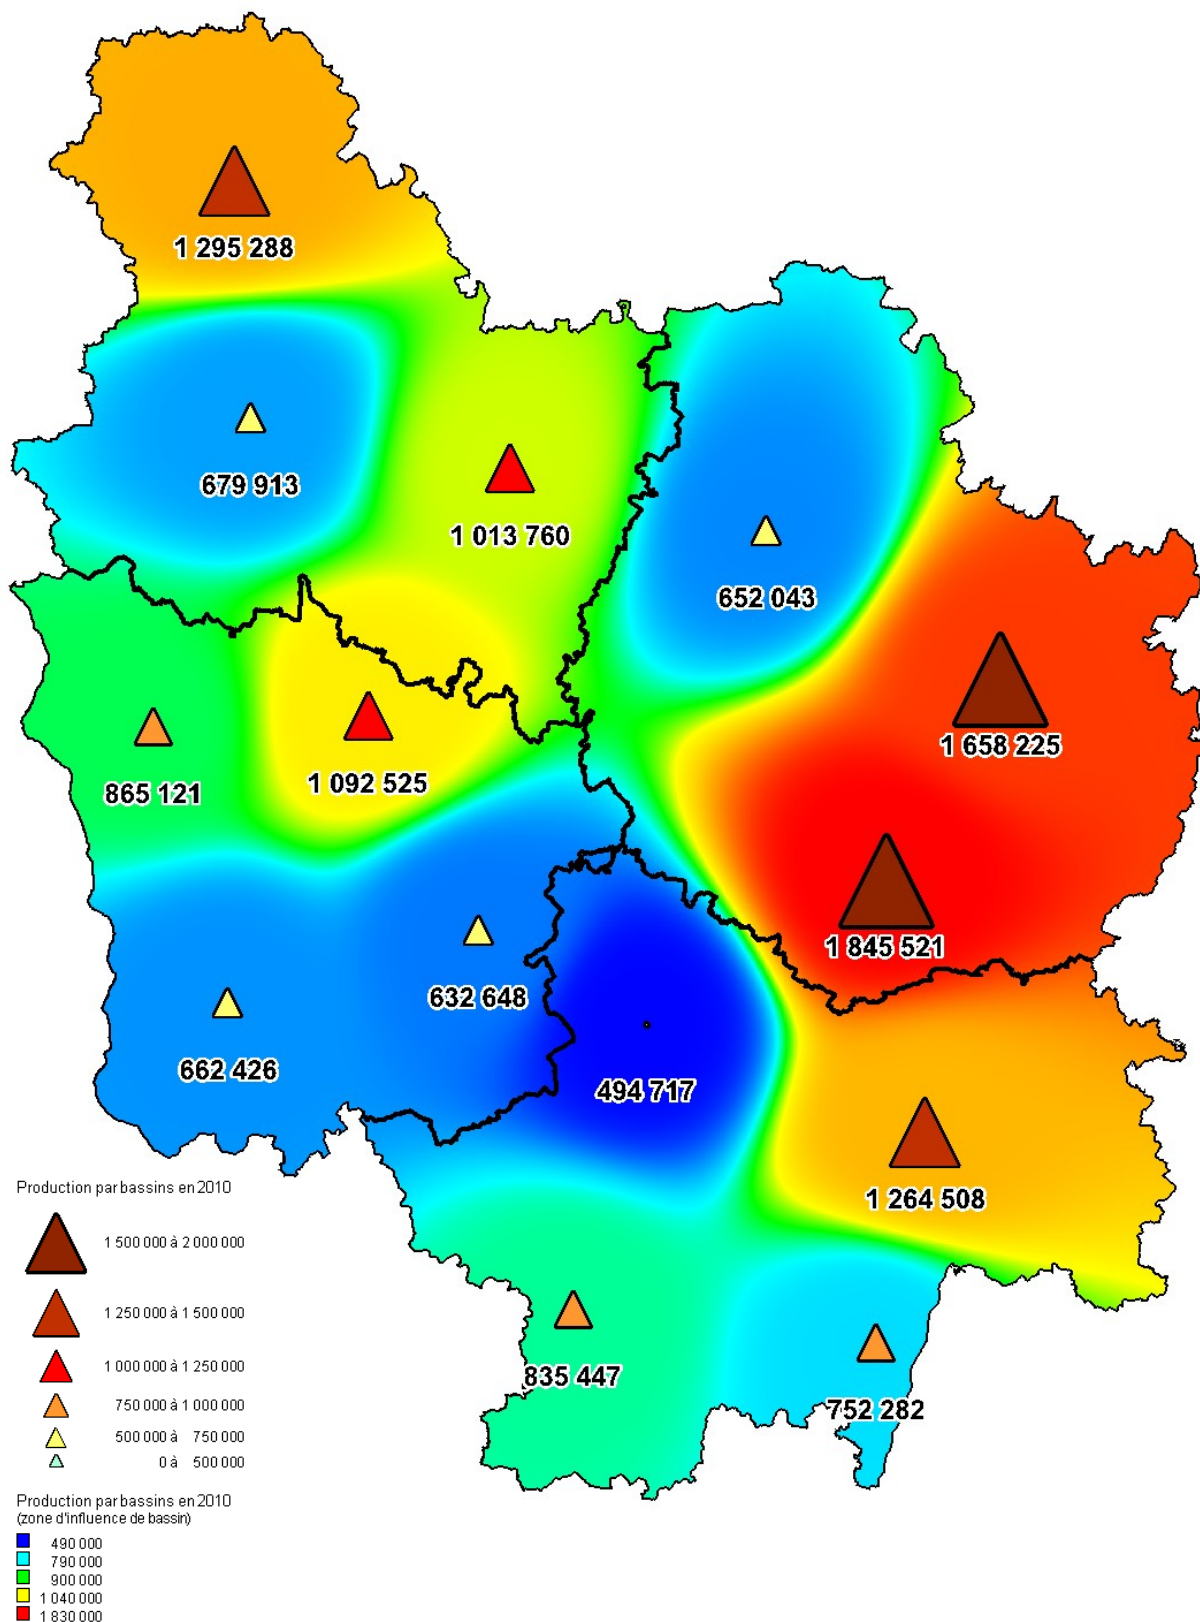 1 295 288
679 913
1 013 760
652 043
1 658 225
865 121
1 092 525
1 845 521
632 648
662 426
494 717
1 264 508
835 447
752 282
Production par bassins en 2010
1 500 000 à 2 000 000
1 250 000 à 1 500 000
1 000 000 à 1 250 000
750 000 à 1 000 000
500 000 à 750 000
0 à 500 000
Production par bassins en 2010
(zone d'influence de bassin)
490 000
790 000
900 000
1 040 000
1 830 000